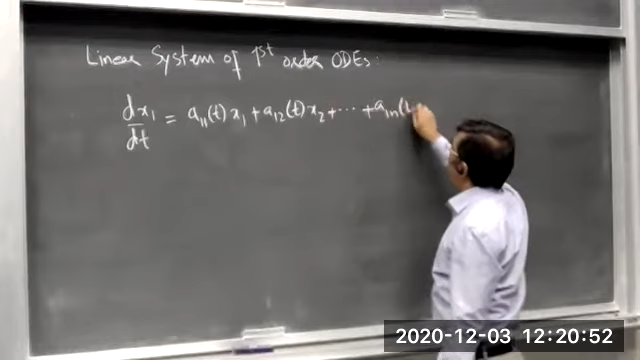 Linear System of 1st order ODEs:
dx₁/dt = a₁₁(t) x₁ + a₁₂(t) x₂ + ⋯ + a₁ₙ(t
2020-12-03 12:20:52